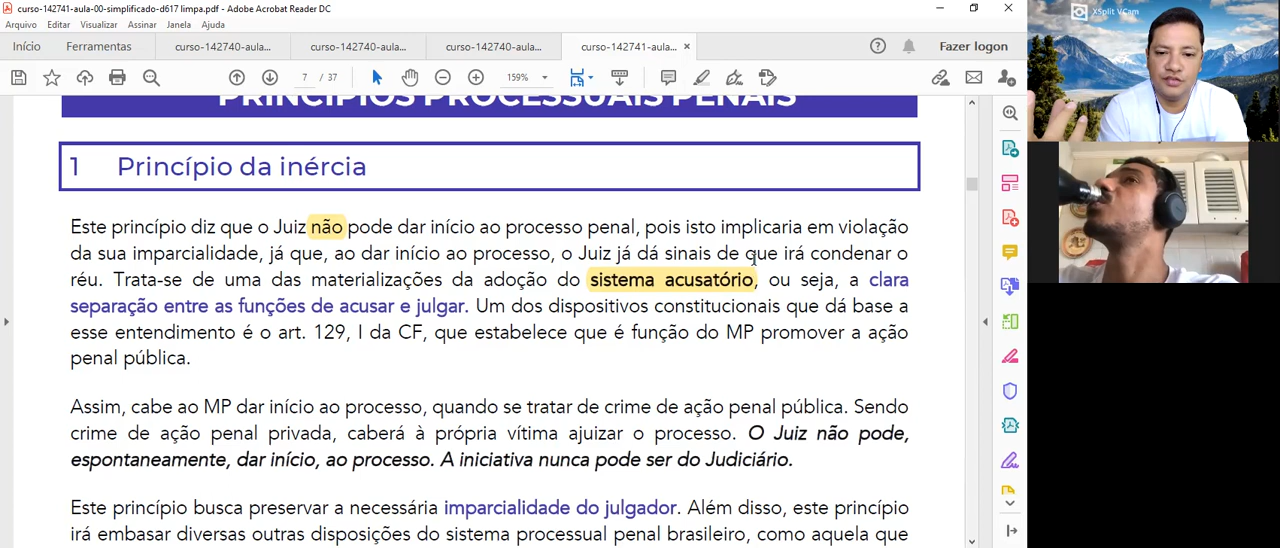 curso-142741-aula-00-simplificado-d617 limpa.pdf - Adobe Acrobat Reader DC
Arquivo Editar Visualizar Assinar Janela Ajuda
Início Ferramentas curso-142740-aula... curso-142740-aula... curso-142740-aula... curso-142741-aula... × Fazer logon
7 / 37 159%
XSplit VCam
PRINCÍPIOS PROCESSUAIS PENAIS
1 Princípio da inércia
Este princípio diz que o Juiz não pode dar início ao processo penal, pois isto implicaria em violação
da sua imparcialidade, já que, ao dar início ao processo, o Juiz já dá sinais de que irá condenar o
réu. Trata-se de uma das materializações da adoção do sistema acusatório, ou seja, a clara
separação entre as funções de acusar e julgar. Um dos dispositivos constitucionais que dá base a
esse entendimento é o art. 129, I da CF, que estabelece que é função do MP promover a ação
penal pública.
Assim, cabe ao MP dar início ao processo, quando se tratar de crime de ação penal pública. Sendo
crime de ação penal privada, caberá à própria vítima ajuizar o processo. O Juiz não pode,
espontaneamente, dar início, ao processo. A iniciativa nunca pode ser do Judiciário.
Este princípio busca preservar a necessária imparcialidade do julgador. Além disso, este princípio
irá embasar diversas outras disposições do sistema processual penal brasileiro, como aquela que